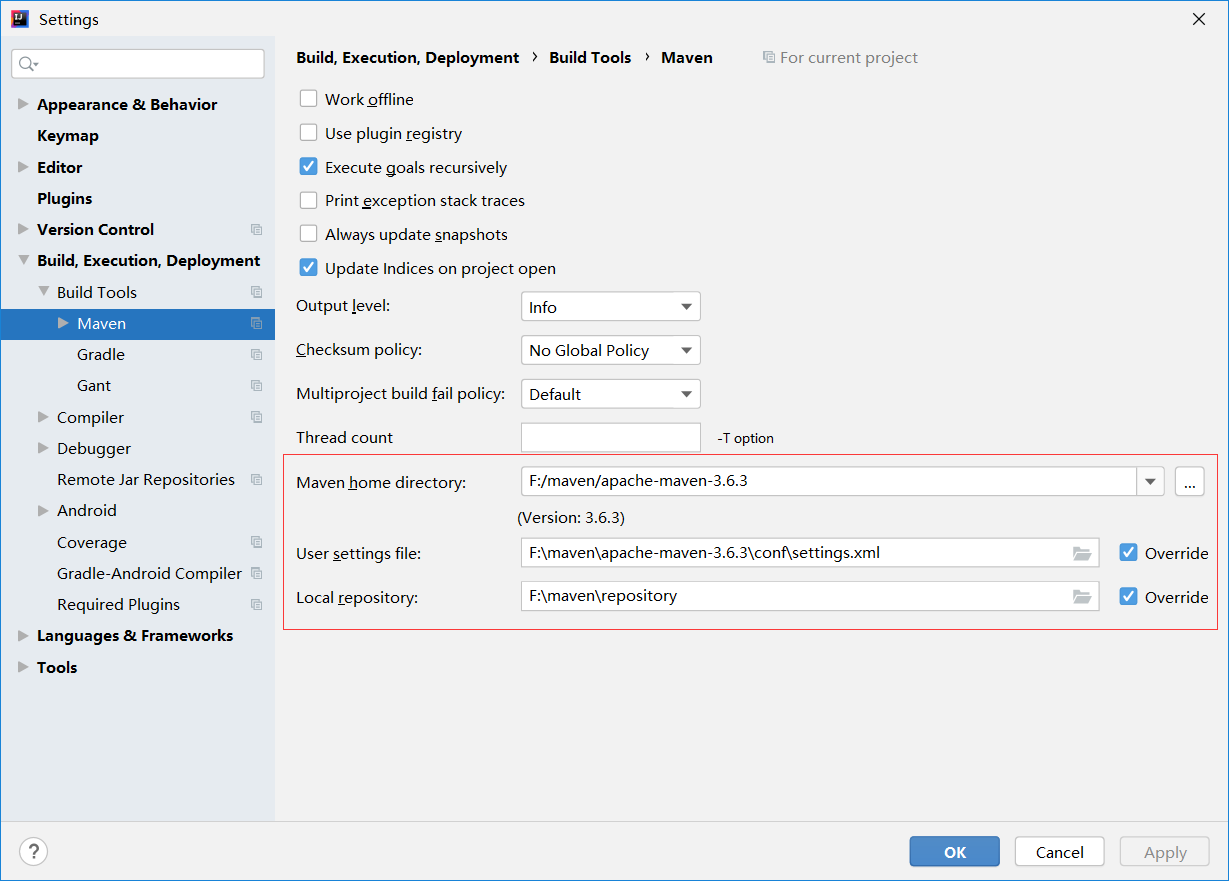 Settings
Build, Execution, Deployment › Build Tools › Maven For current project
Appearance & Behavior
Keymap
Editor
Plugins
Version Control
Build, Execution, Deployment
Build Tools
Maven
Gradle
Gant
Compiler
Debugger
Remote Jar Repositories
Android
Coverage
Gradle-Android Compiler
Required Plugins
Languages & Frameworks
Tools
Work offline
Use plugin registry
Execute goals recursively
Print exception stack traces
Always update snapshots
Update Indices on project open
Output level: Info
Checksum policy: No Global Policy
Multiproject build fail policy: Default
Thread count -T option
Maven home directory: F:/maven/apache-maven-3.6.3 ...
(Version: 3.6.3)
User settings file: F:\maven\apache-maven-3.6.3\conf\settings.xml Override
Local repository: F:\maven\repository Override
? OK Cancel Apply